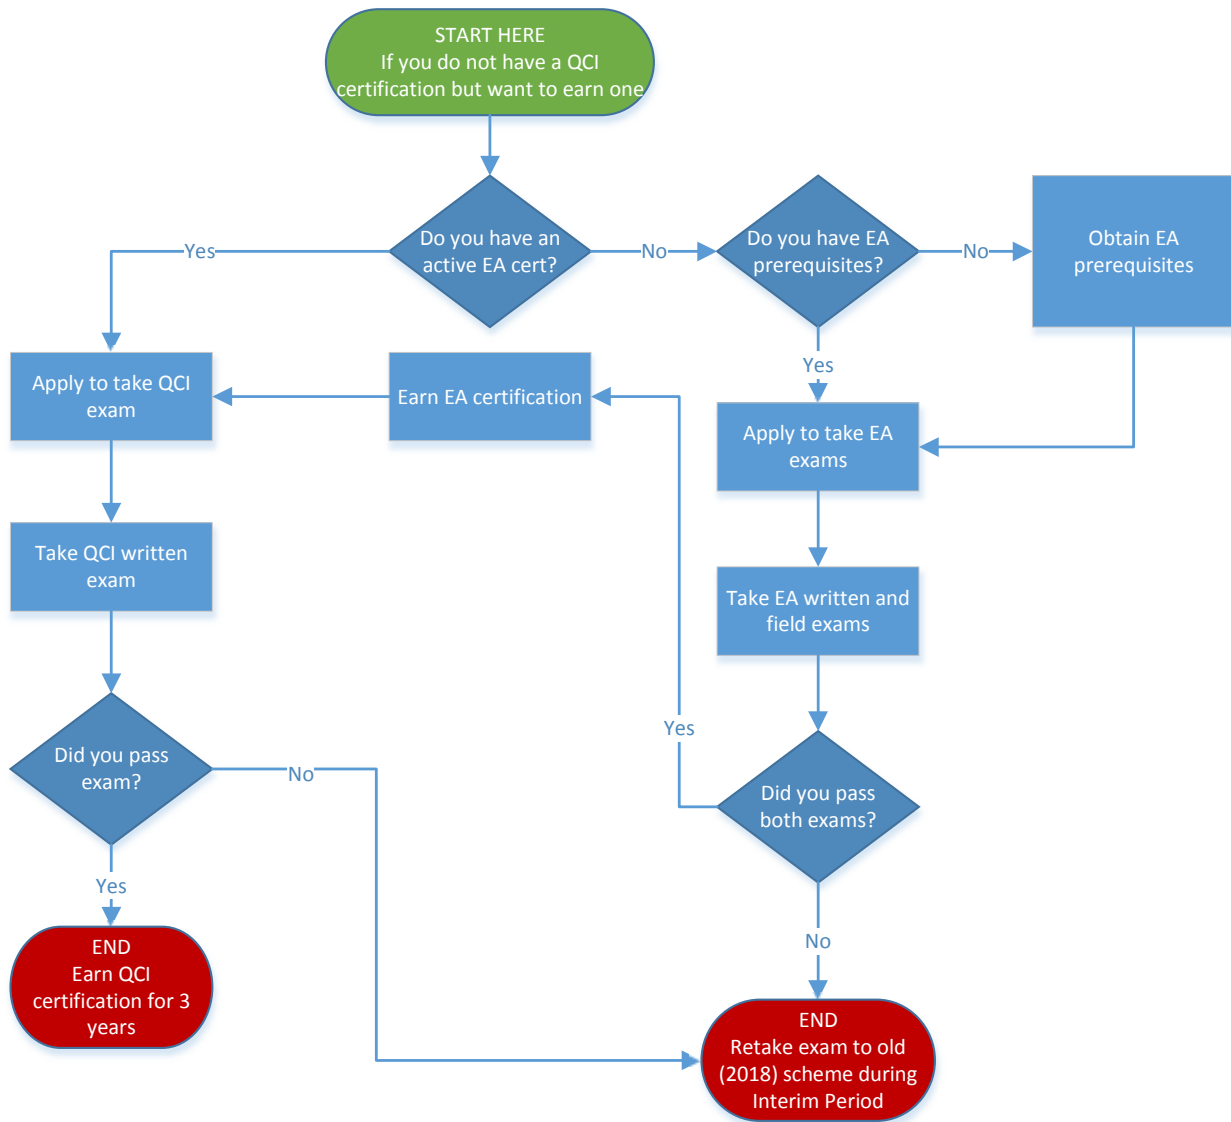 START HERE
If you do not have a QCI
certification but want to earn one
Do you have an
active EA cert?
Yes
No
Do you have EA
prerequisites?
No
Obtain EA
prerequisites
Yes
Apply to take QCI
exam
Earn EA certification
Apply to take EA
exams
Take QCI written
exam
Take EA written and
field exams
Yes
Did you pass
exam?
No
Did you pass
both exams?
Yes
No
END
Earn QCI
certification for 3
years
END
Retake exam to old
(2018) scheme during
Interim Period